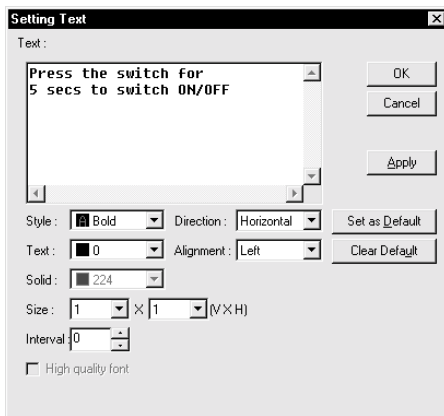 Setting Text
Text :
Press the switch for
5 secs to switch ON/OFF
OK
Cancel
Apply
Style : A Bold Direction : Horizontal Set as Default
Text : 0 Alignment : Left Clear Default
Solid : 224
Size : 1 X 1 (V X H)
Interval : 0
High quality font